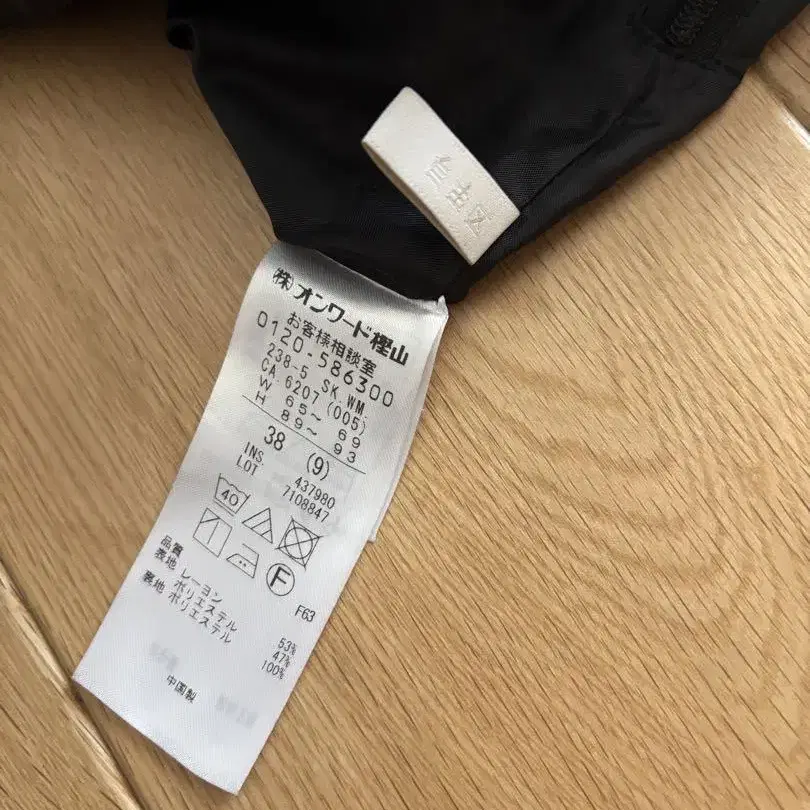 自由区
㈱オンワード樫山
お客様相談室
0120-586300
238-5 SK.WM.
CA.6207(005)
W. 65~ 69
H 89~ 93
38 (9)
INS. 437980
LOT 7108847
40
F
F63
品質
表地 レーヨン 53%
ポリエステル 47%
裏地 ポリエステル 100%
中国製